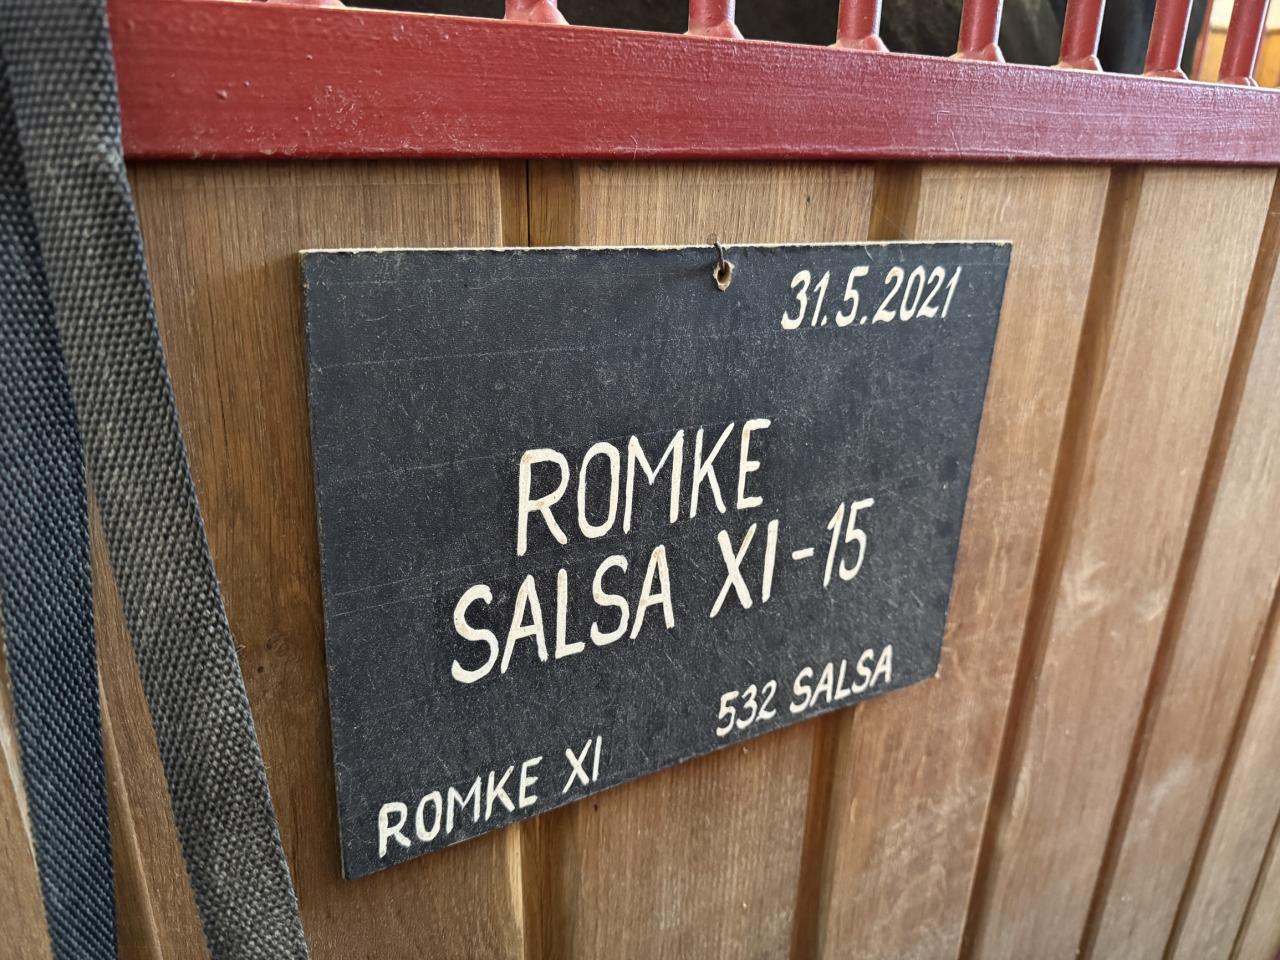 31.5.2021
ROMKE
SALSA XI-15
ROMKE XI
532 SALSA